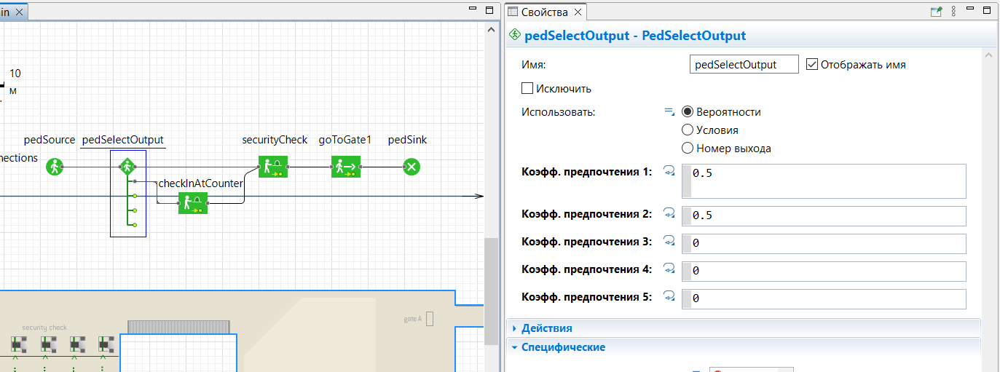 in
10
м
pedSource
pedSelectOutput
securityCheck
goToGate1
pedSink
nections
checkInAtCounter
security check
gate A
Свойства
pedSelectOutput - PedSelectOutput
Имя:
pedSelectOutput
Отображать имя
Исключить
Использовать:
Вероятности
Условия
Номер выхода
Коэфф. предпочтения 1:
0.5
Коэфф. предпочтения 2:
0.5
Коэфф. предпочтения 3:
0
Коэфф. предпочтения 4:
0
Коэфф. предпочтения 5:
0
Действия
Специфические